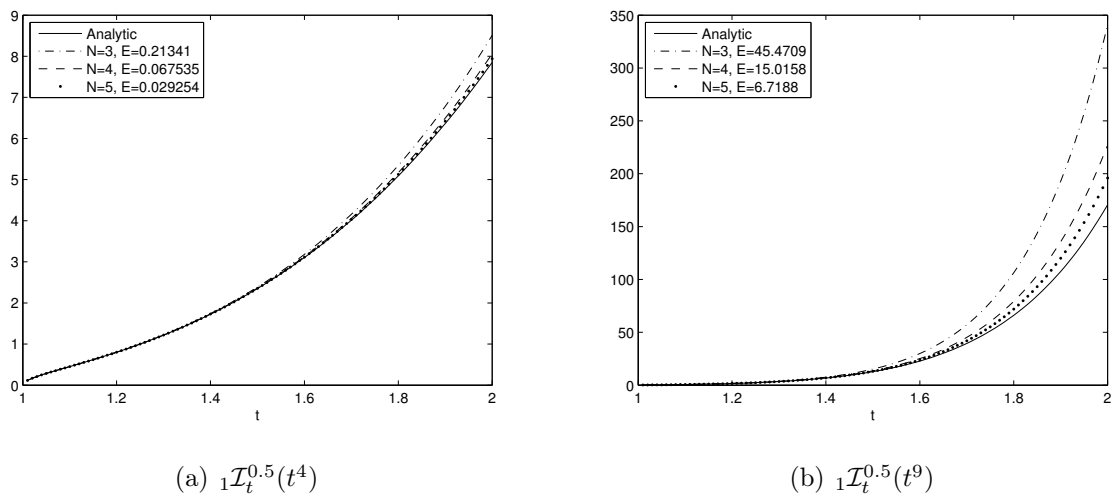 9
8
7
6
5
4
3
2
1
0
1
1.2
1.4
1.6
1.8
2
t
Analytic
N=3, E=0.21341
N=4, E=0.067535
N=5, E=0.029254
(a) ₁ℐₜ^0.5(t⁴)
350
300
250
200
150
100
50
0
1
1.2
1.4
1.6
1.8
2
t
Analytic
N=3, E=45.4709
N=4, E=15.0158
N=5, E=6.7188
(b) ₁ℐₜ^0.5(t⁹)